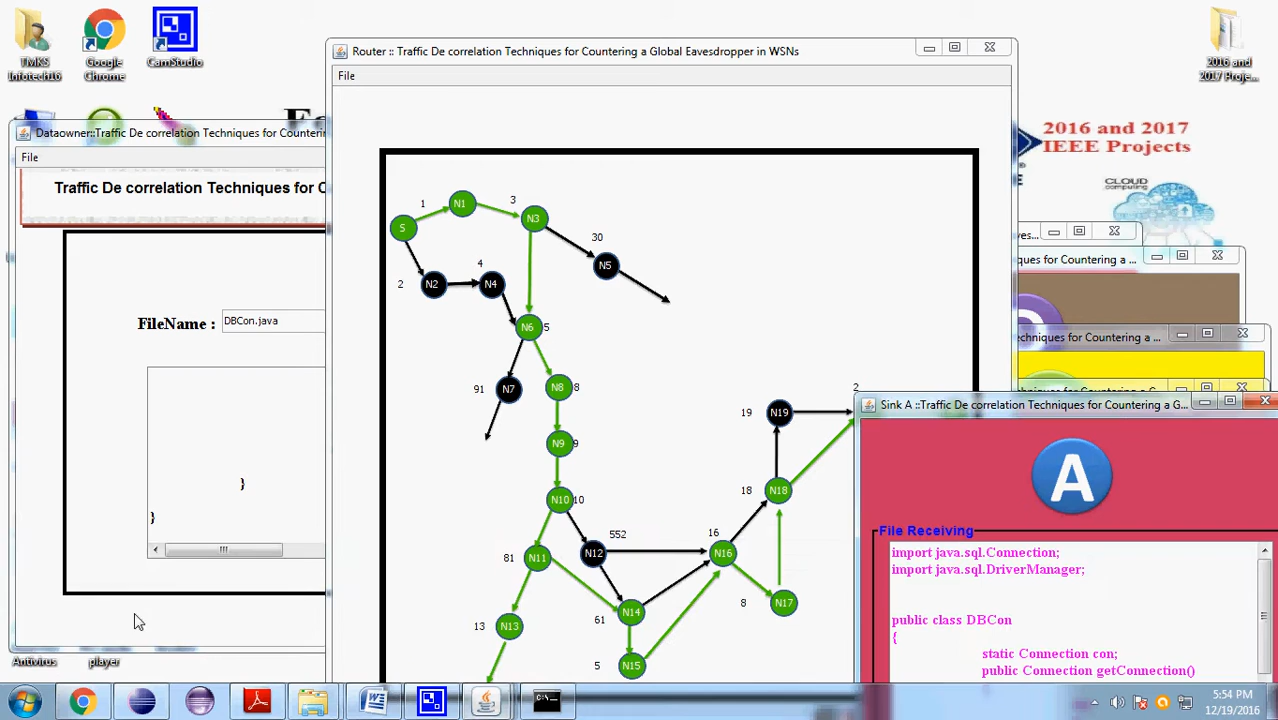 TMKS
Infotech16
Google
Chrome
CamStudio
2016 and
2017 Proje...
Router :: Traffic De correlation Techniques for Countering a Global Eavesdropper in WSNs
File
Dataowner::Traffic De correlation Techniques for Counterin
File
Traffic De correlation Techniques for
FileName :
DBCon.java
}
}
1
N1
3
N3
S
30
N5
2
N2
4
N4
N6
5
91
N7
N8
8
N9
9
N10
10
81
N11
552
N12
16
N16
61
N14
8
N17
13
N13
5
N15
18
N18
19
N19
2
2016 and 2017
IEEE Projects
CLOUD
computing
ves...
ques for Countering a ...
echniques for Countering a ...
Sink A ::Traffic De correlation Techniques for Countering a G...
A
File Receiving
import java.sql.Connection;
import java.sql.DriverManager;
public class DBCon
{
static Connection con;
public Connection getConnection()
Antivirus
player
5:54 PM
12/19/2016